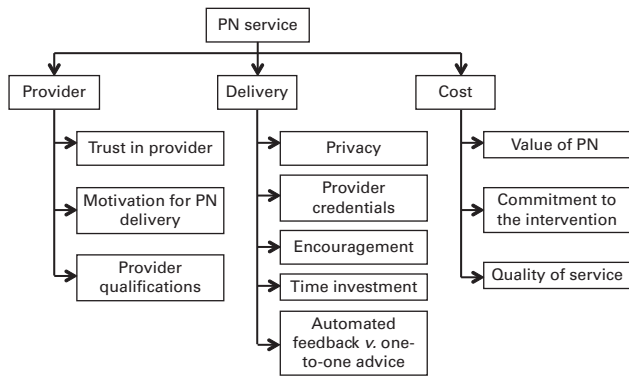 PN service
Provider
Delivery
Cost
Trust in provider
Motivation for PN
delivery
Provider
qualifications
Privacy
Provider
credentials
Encouragement
Time investment
Automated
feedback v. one-
to-one advice
Value of PN
Commitment to
the intervention
Quality of service